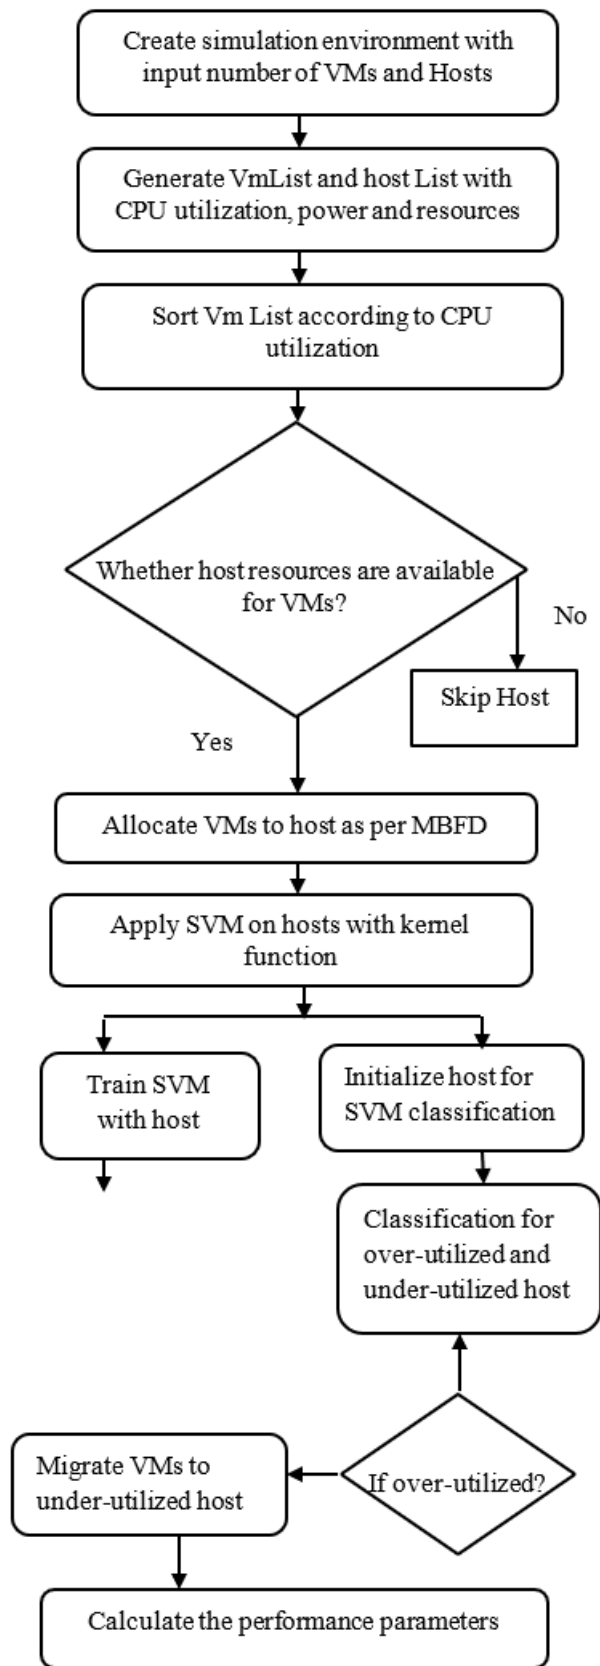 Create simulation environment with
input number of VMs and Hosts
Generate VmList and host List with
CPU utilization, power and resources
Sort Vm List according to CPU
utilization
Whether host resources are available
for VMs?
No
Skip Host
Yes
Allocate VMs to host as per MBFD
Apply SVM on hosts with kernel
function
Train SVM
with host
Initialize host for
SVM classification
Classification for
over-utilized and
under-utilized host
If over-utilized?
Migrate VMs to
under-utilized host
Calculate the performance parameters